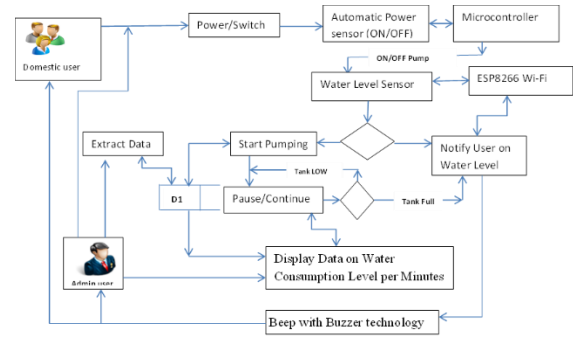 Power/Switch
Automatic Power
sensor (ON/OFF)
Microcontroller
Domestic user
ON/OFF Pump
Water Level Sensor
ESP8266 Wi-Fi
Extract Data
Start Pumping
Notify User on
Water Level
Tank LOW
D1
Pause/Continue
Tank Full
Display Data on Water
Consumption Level per Minutes
Admin user
Beep with Buzzer technology